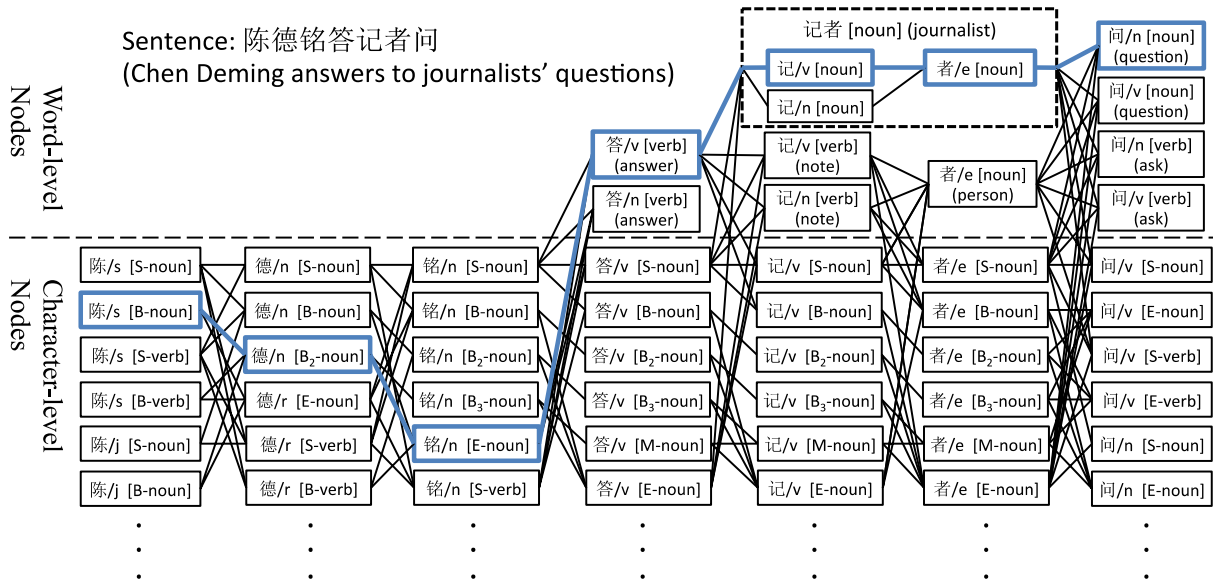 Sentence: 陈德铭答记者问
(Chen Deming answers to journalists' questions)
Word-level
Nodes
Character-level
Nodes
记者 [noun] (journalist)
记/v [noun]
者/e [noun]
记/n [noun]
问/n [noun]
(question)
问/v [noun]
(question)
问/n [verb]
(ask)
问/v [verb]
(ask)
答/v [verb]
(answer)
答/n [verb]
(answer)
记/v [verb]
(note)
记/n [verb]
(note)
者/e [noun]
(person)
陈/s [S-noun]
德/n [S-noun]
铭/n [S-noun]
答/v [S-noun]
记/v [S-noun]
者/e [S-noun]
问/v [S-noun]
陈/s [B-noun]
德/n [B-noun]
铭/n [B-noun]
答/v [B-noun]
记/v [B-noun]
者/e [B-noun]
问/v [E-noun]
陈/s [S-verb]
德/n [B₂-noun]
铭/n [B₂-noun]
答/v [B₂-noun]
记/v [B₂-noun]
者/e [B₂-noun]
问/v [S-verb]
陈/s [B-verb]
德/r [E-noun]
铭/n [B₃-noun]
答/v [B₃-noun]
记/v [B₃-noun]
者/e [B₃-noun]
问/v [E-verb]
陈/j [S-noun]
德/r [S-verb]
铭/n [E-noun]
答/v [M-noun]
记/v [M-noun]
者/e [M-noun]
问/n [S-noun]
陈/j [B-noun]
德/r [B-verb]
铭/n [S-verb]
答/v [E-noun]
记/v [E-noun]
者/e [E-noun]
问/n [E-noun]